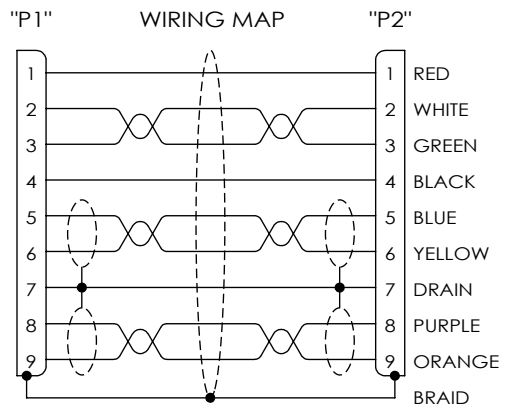 "P1" WIRING MAP "P2"
1 1 RED
2 2 WHITE
3 3 GREEN
4 4 BLACK
5 5 BLUE
6 6 YELLOW
7 7 DRAIN
8 8 PURPLE
9 9 ORANGE
BRAID